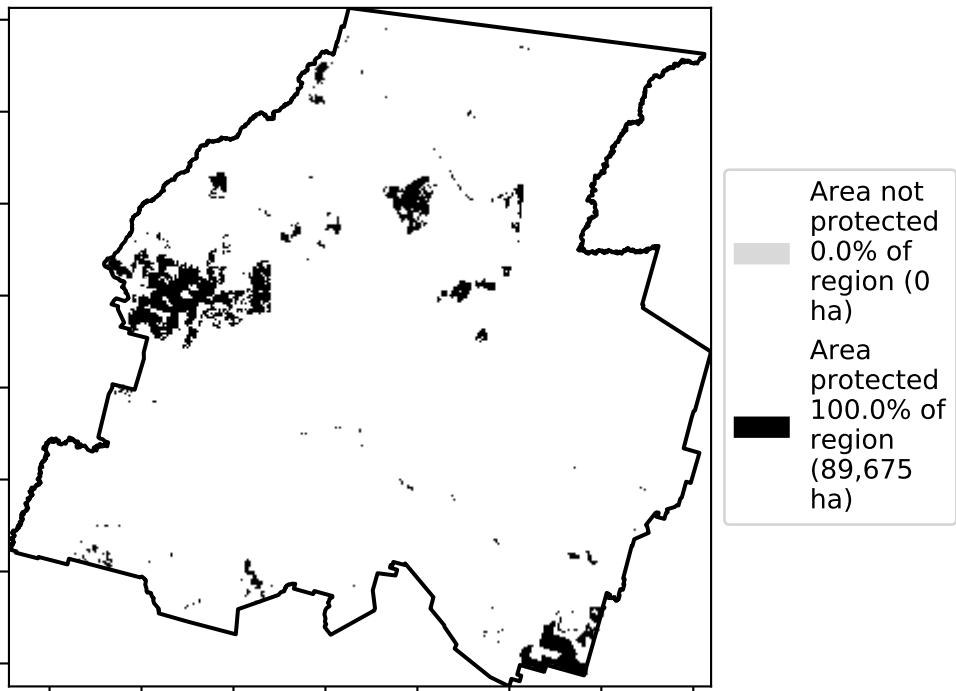 Area not
protected
0.0% of
region (0
ha)
Area
protected
100.0% of
region
(89,675
ha)